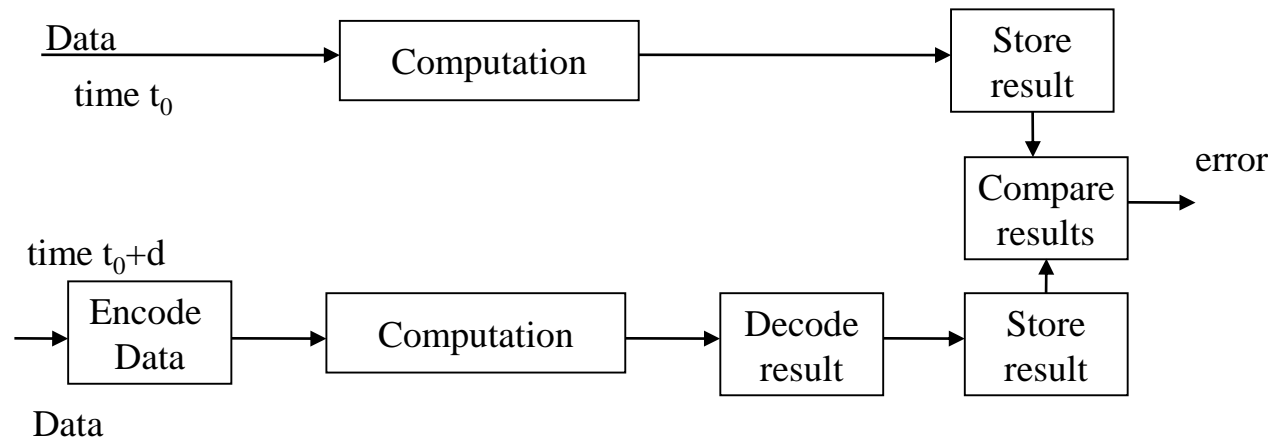 Data
time t₀
Computation
Store
result
Compare
results
error
time t₀+d
Encode
Data
Computation
Decode
result
Store
result
Data